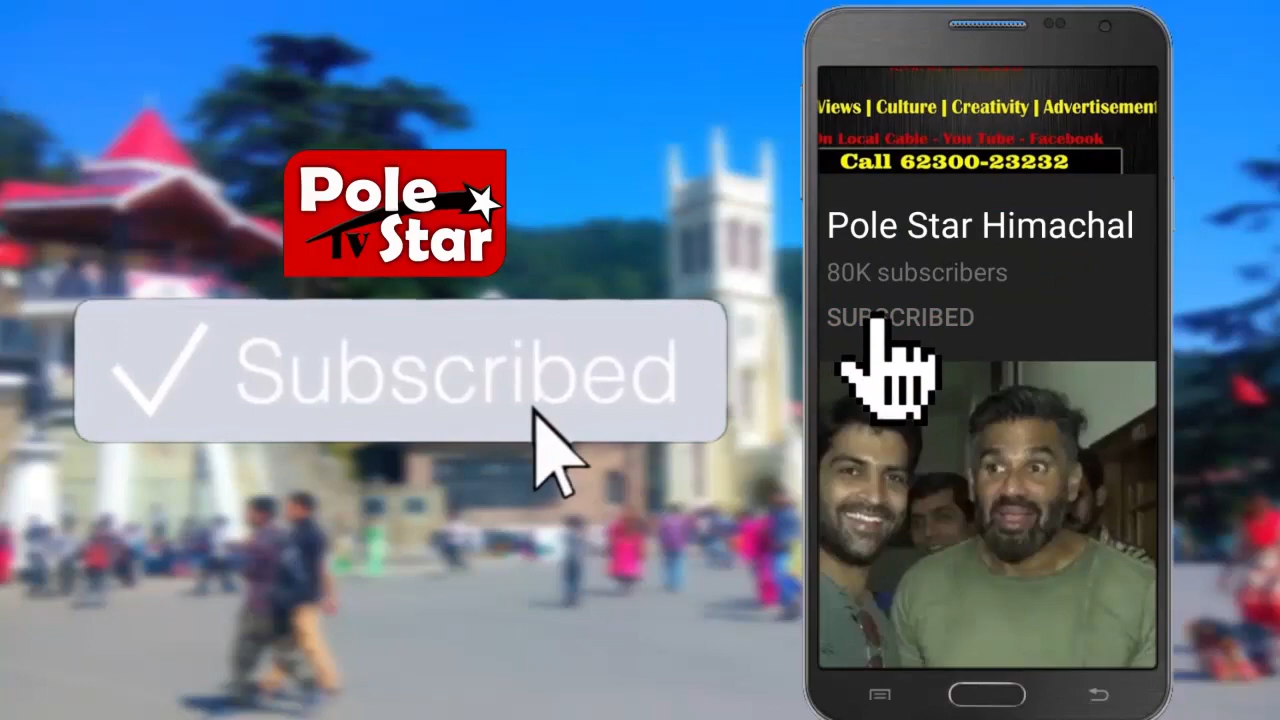 Pole
TV Star
Subscribed
Views | Culture | Creativity | Advertisement
On Local Cable - You Tube - Facebook
Call 62300-23232
Pole Star Himachal
80K subscribers
SUBSCRIBED